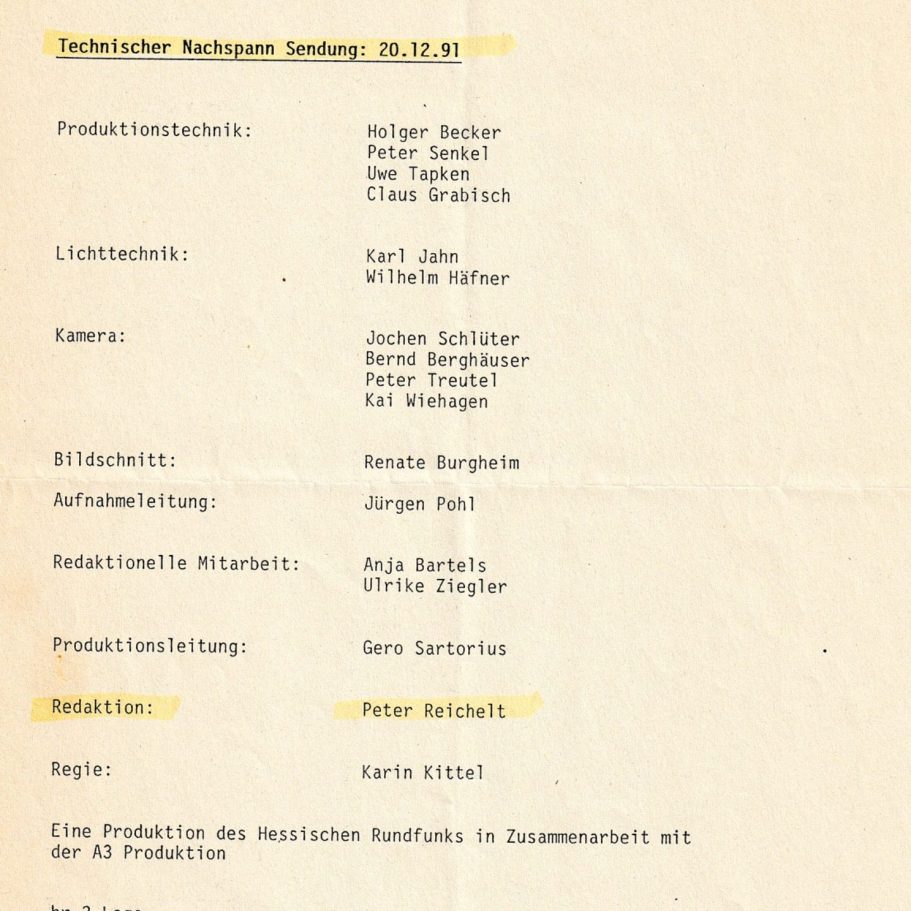 Technischer Nachspann Sendung: 20.12.91
Produktionstechnik: Holger Becker
Peter Senkel
Uwe Tapken
Claus Grabisch
Lichttechnik: Karl Jahn
Wilhelm Häfner
Kamera: Jochen Schlüter
Bernd Berghäuser
Peter Treutel
Kai Wiehagen
Bildschnitt: Renate Burgheim
Aufnahmeleitung: Jürgen Pohl
Redaktionelle Mitarbeit: Anja Bartels
Ulrike Ziegler
Produktionsleitung: Gero Sartorius
Redaktion: Peter Reichelt
Regie: Karin Kittel
Eine Produktion des Hessischen Rundfunks in Zusammenarbeit mit
der A3 Produktion